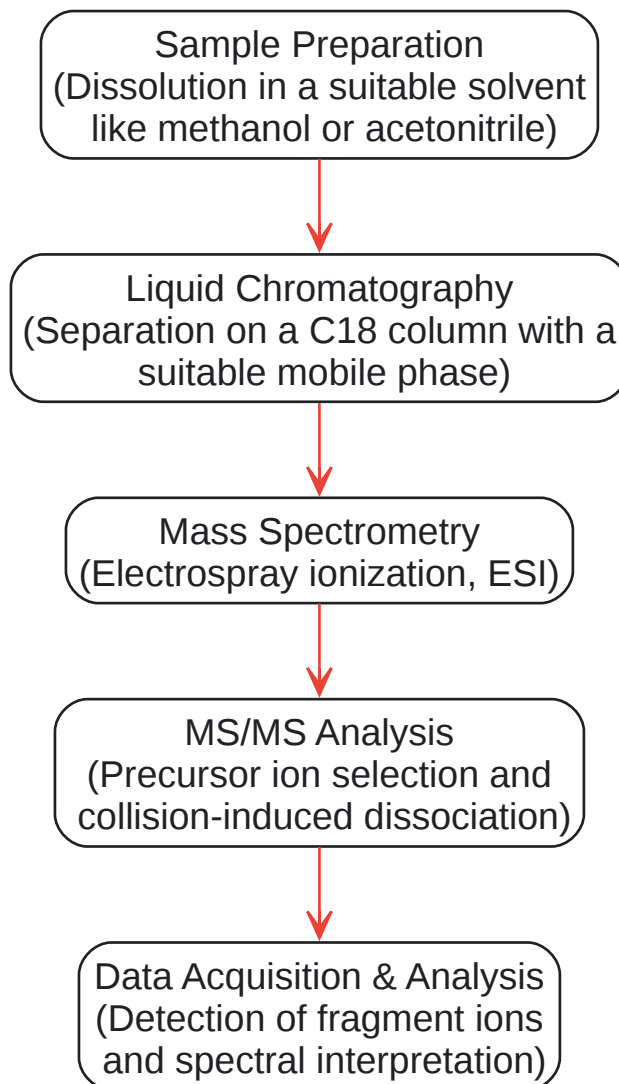 Sample Preparation
(Dissolution in a suitable solvent
like methanol or acetonitrile)
Liquid Chromatography
(Separation on a C18 column with a
suitable mobile phase)
Mass Spectrometry
(Electrospray ionization, ESI)
MS/MS Analysis
(Precursor ion selection and
collision-induced dissociation)
Data Acquisition & Analysis
(Detection of fragment ions
and spectral interpretation)